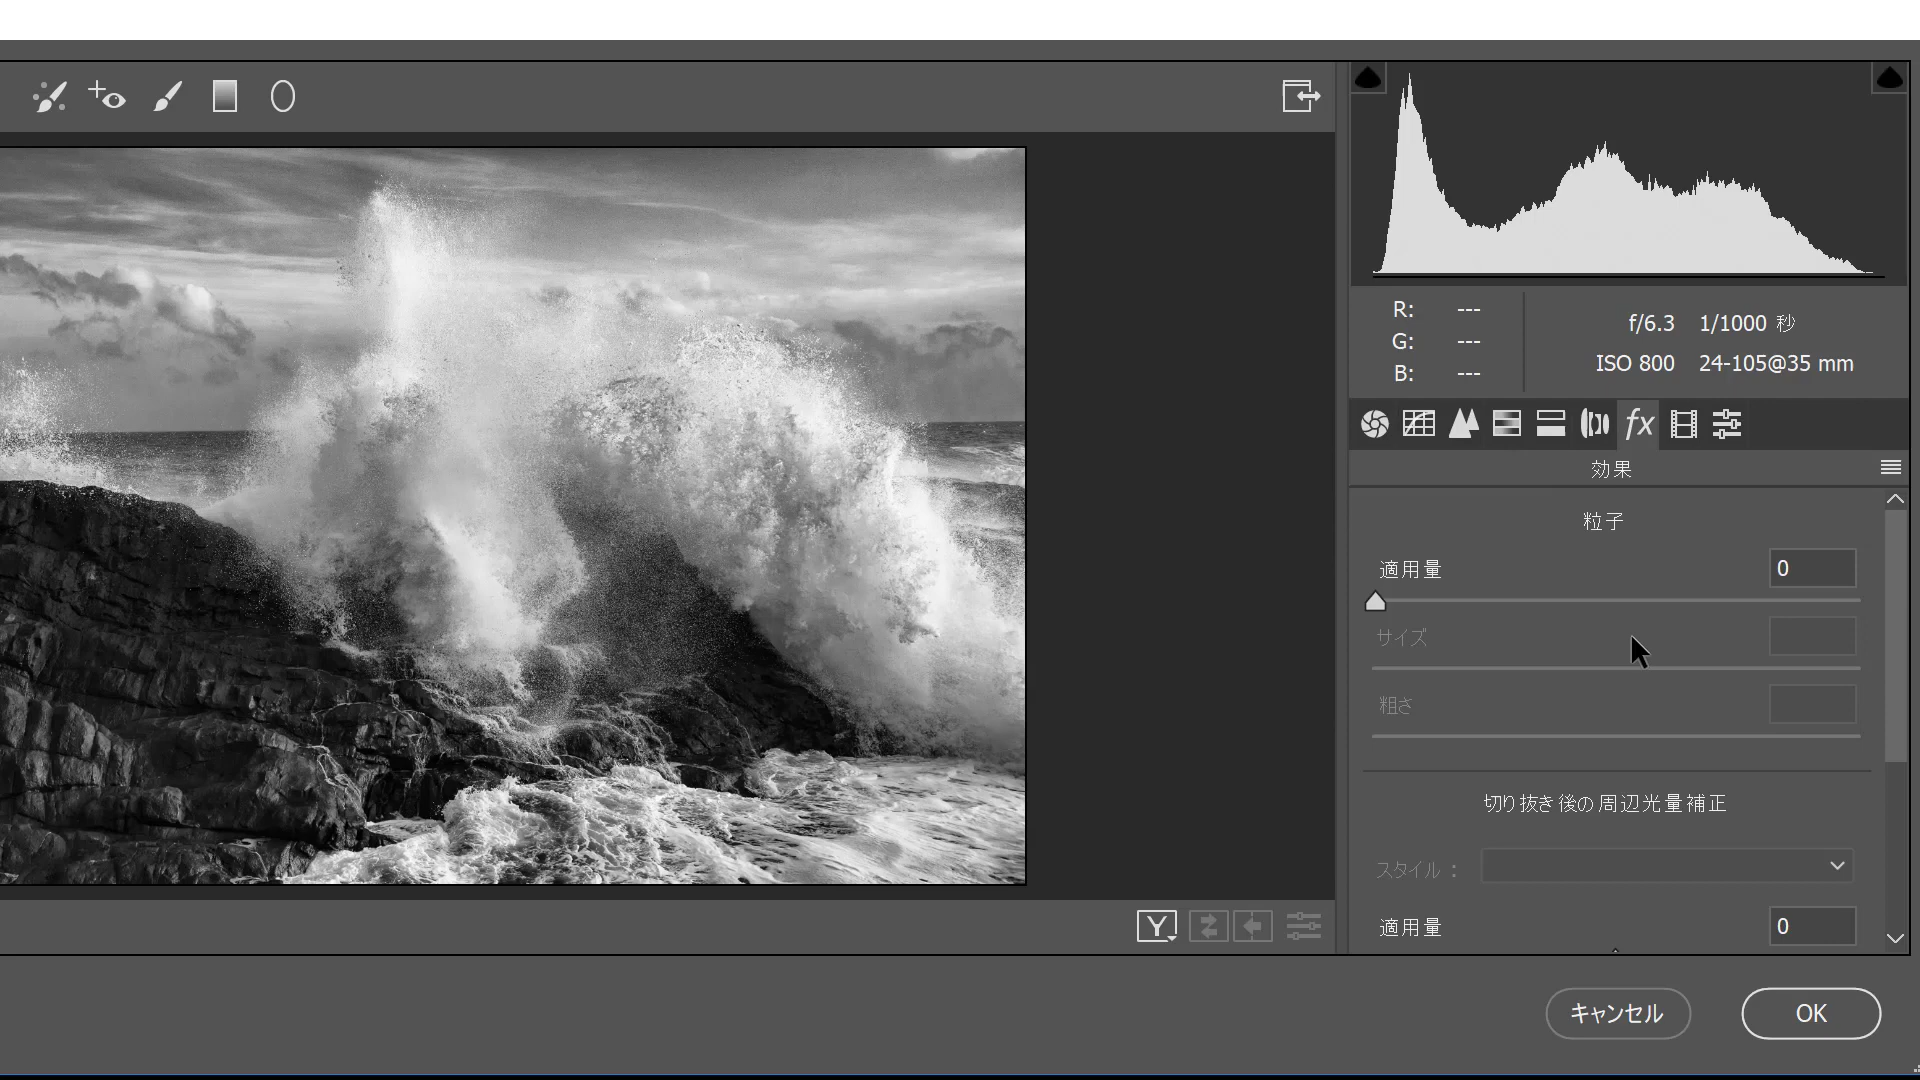 R: ---
G: ---
B: ---
f/6.3 1/1000 秒
ISO 800 24-105@35 mm
fx
効果
粒子
適用量 0
サイズ
粗さ
切り抜き後の周辺光量補正
スタイル :
適用量 0
Y
キャンセル OK